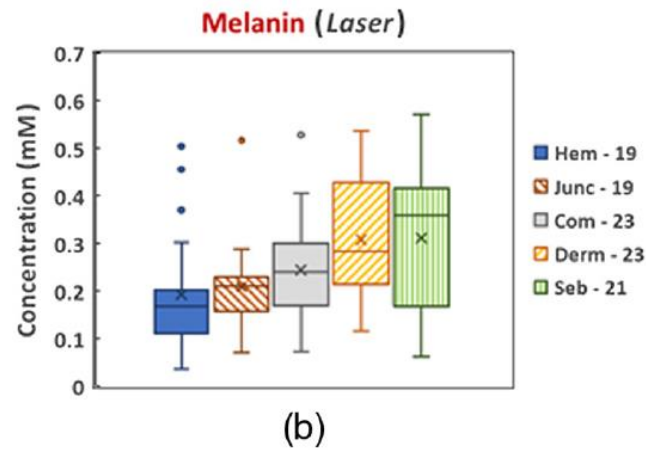 Melanin (Laser)
Concentration (mM)
0.7
0.6
0.5
0.4
0.3
0.2
0.1
0
Hem - 19
Junc - 19
Com - 23
Derm - 23
Seb - 21
(b)